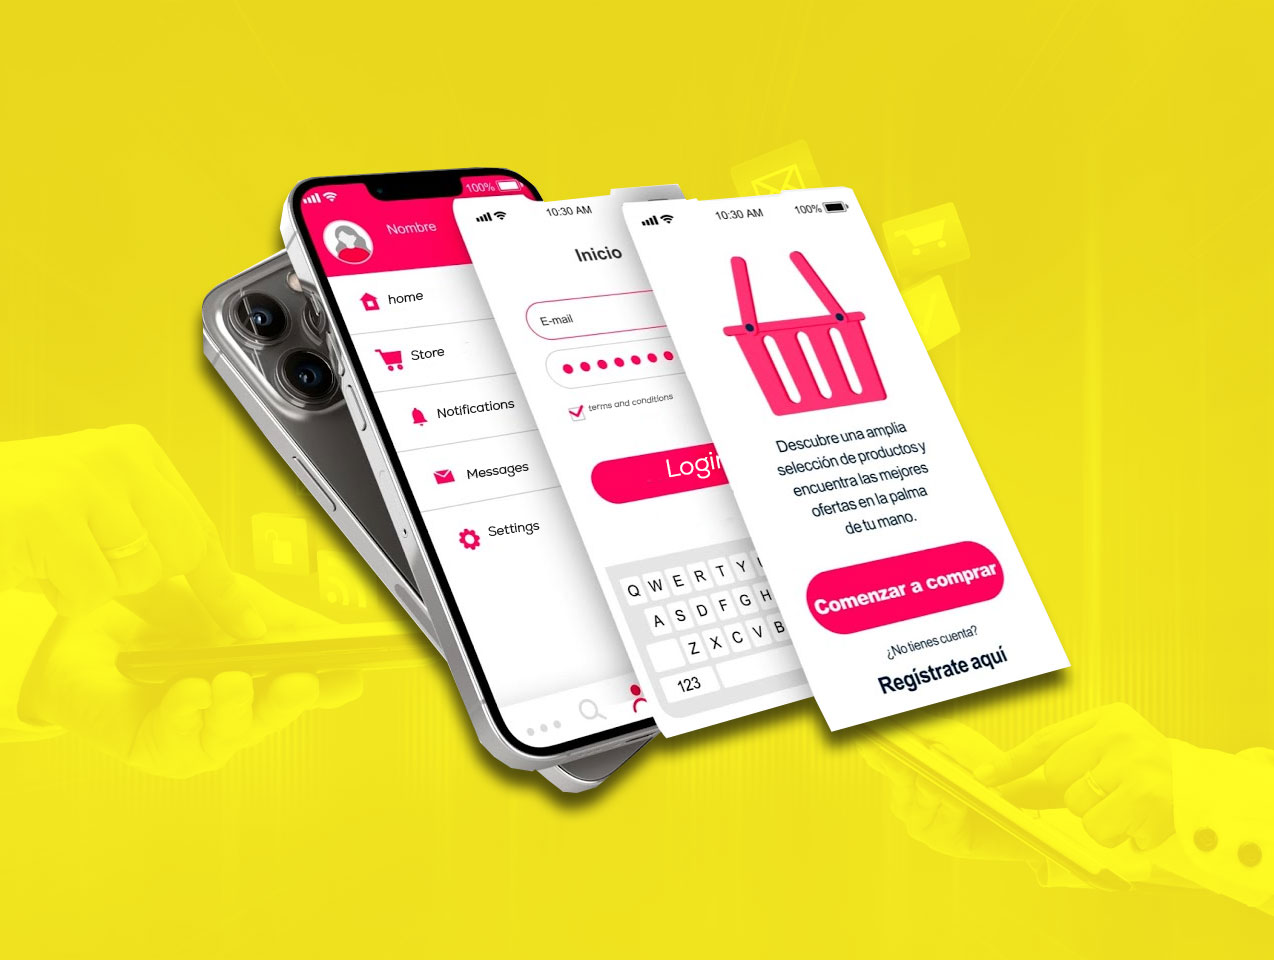 100%
Nombre
home
Store
Notifications
Messages
Settings
10:30 AM
Inicio
E-mail
terms and conditions
Login
Q W E R T Y
A S D F G H
Z X C V B
123
10:30 AM 100%
Descubre una amplia
selección de productos y
encuentra las mejores
ofertas en la palma
de tu mano.
Comenzar a comprar
¿No tienes cuenta?
Regístrate aquí